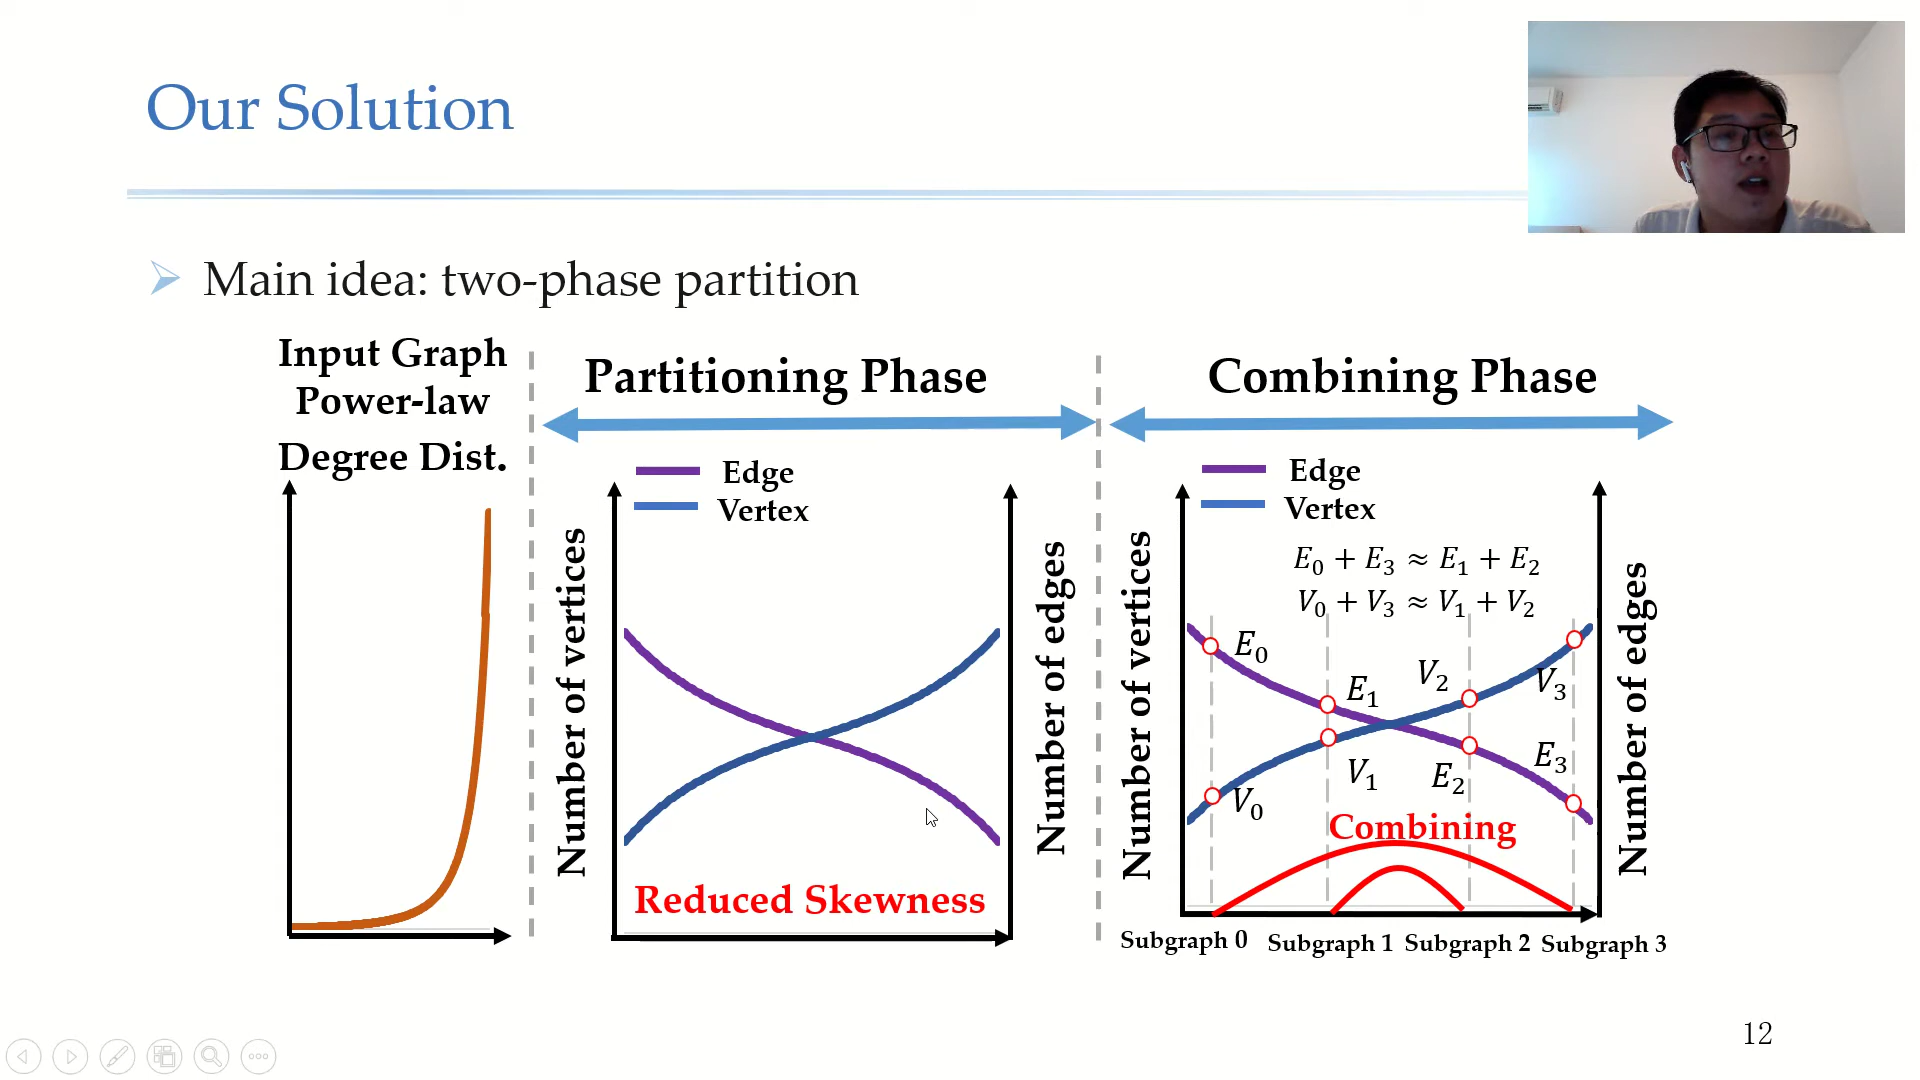 Our Solution
Main idea: two-phase partition
Input Graph
Power-law
Degree Dist.
Partitioning Phase
Edge
Vertex
Number of vertices
Number of edges
Reduced Skewness
Combining Phase
Edge
Vertex
E₀ + E₃ ≈ E₁ + E₂
V₀ + V₃ ≈ V₁ + V₂
Number of vertices
Number of edges
E₀
E₁
V₂
V₃
V₀
V₁
E₂
E₃
Combining
Subgraph 0 Subgraph 1 Subgraph 2 Subgraph 3
12